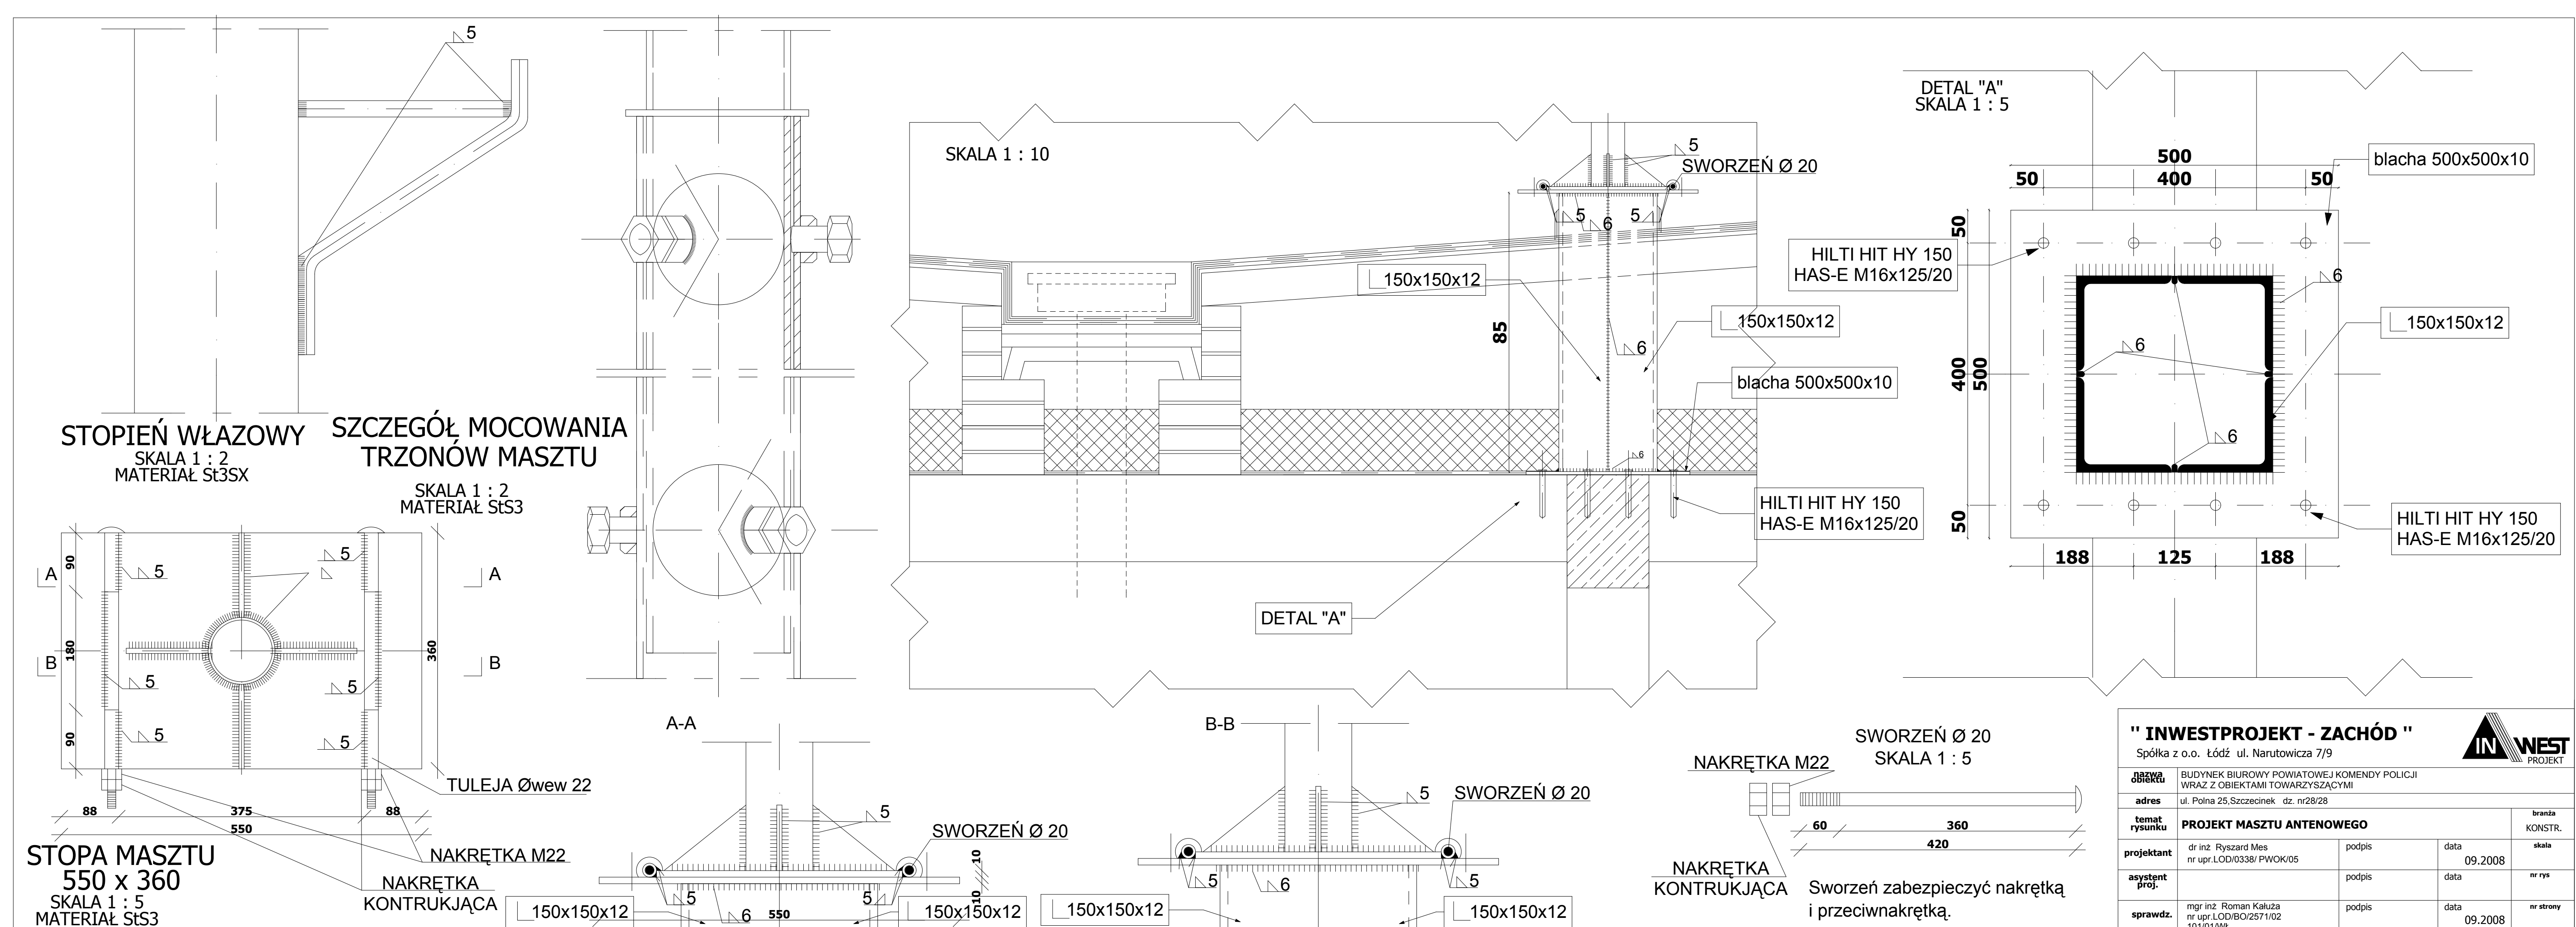 5
STOPIEŃ WŁAZOWY
SKALA 1 : 2
MATERIAŁ St3SX
SZCZEGÓŁ MOCOWANIA
TRZONÓW MASZTU
SKALA 1 : 2
MATERIAŁ StS3
SKALA 1 : 10
5
SWORZEŃ Ø 20
5
6
5
150x150x12
150x150x12
85
6
blacha 500x500x10
6
HILTI HIT HY 150
HAS-E M16x125/20
DETAL "A"
DETAL "A"
SKALA 1 : 5
500
50
400
50
blacha 500x500x10
50
400
500
50
HILTI HIT HY 150
HAS-E M16x125/20
6
150x150x12
6
6
HILTI HIT HY 150
HAS-E M16x125/20
188
125
188
90
180
90
360
A
A
B
B
5
5
5
5
5
5
TULEJA Øwew 22
88
375
88
550
NAKRĘTKA M22
NAKRĘTKA
KONTRUKJĄCA
STOPA MASZTU
550 x 360
SKALA 1 : 5
MATERIAŁ StS3
A-A
5
SWORZEŃ Ø 20
10
10
5
5
6
550
150x150x12
150x150x12
B-B
5
SWORZEŃ Ø 20
5
6
5
150x150x12
150x150x12
SWORZEŃ Ø 20
SKALA 1 : 5
NAKRĘTKA M22
60
360
420
NAKRĘTKA
KONTRUKJĄCA
Sworzeń zabezpieczyć nakrętką
i przeciwnakrętką.
" INWESTPROJEKT - ZACHÓD "
Spółka z o.o. Łódź ul. Narutowicza 7/9
INWEST
PROJEKT
nazwa
obiektu
BUDYNEK BIUROWY POWIATOWEJ KOMENDY POLICJI
WRAZ Z OBIEKTAMI TOWARZYSZĄCYMI
adres
ul. Polna 25,Szczecinek dz. nr28/28
temat
rysunku
PROJEKT MASZTU ANTENOWEGO
branża
KONSTR.
projektant
dr inż Ryszard Mes
nr upr.LOD/0338/ PWOK/05
podpis
data
09.2008
skala
asystent
proj.
podpis
data
nr rys
sprawdz.
mgr inż Roman Kałuża
nr upr.LOD/BO/2571/02
podpis
data
09.2008
nr strony